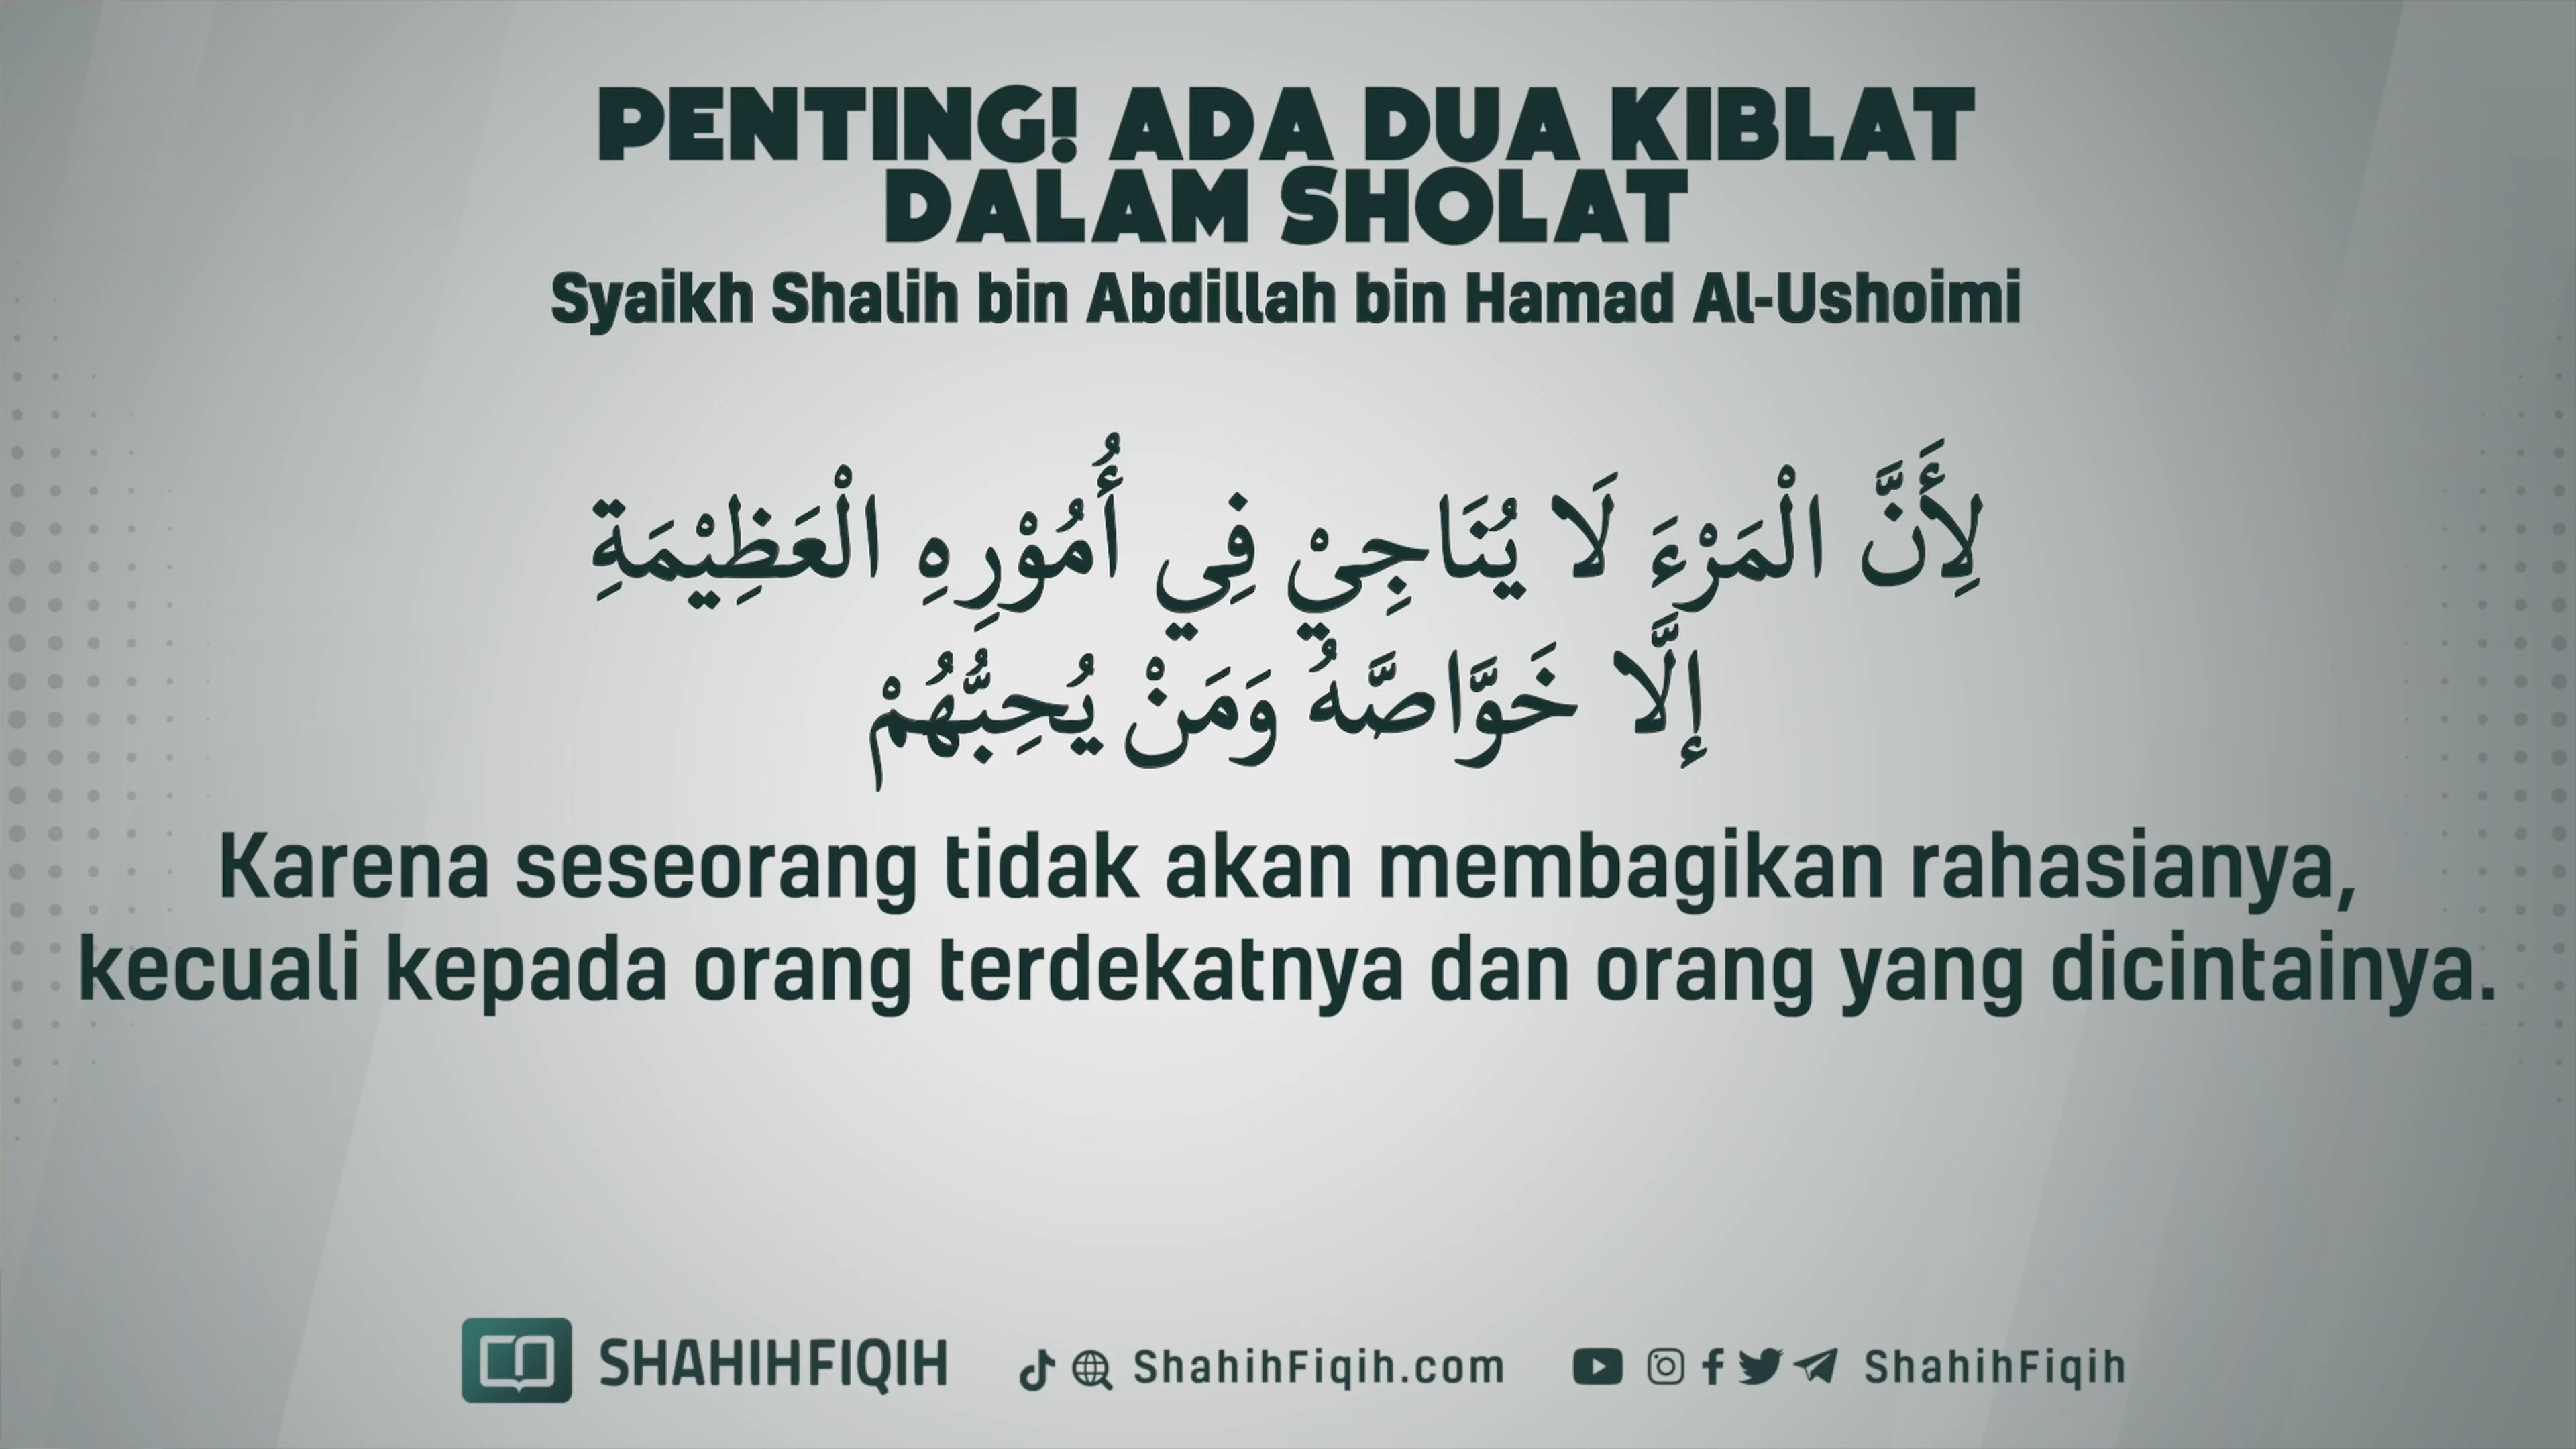 PENTING! ADA DUA KIBLAT
DALAM SHOLAT
Syaikh Shalih bin Abdillah bin Hamad Al-Ushoimi
لِأَنَّ الْمَرْءَ لَا يُنَاجِيْ فِي أُمُوْرِهِ الْعَظِيْمَةِ
إِلَّا خَوَّاصَّهُ وَمَنْ يُحِبُّهُمْ
Karena seseorang tidak akan membagikan rahasianya,
kecuali kepada orang terdekatnya dan orang yang dicintainya.
SHAHIHFIQIH ShahihFiqih.com ShahihFiqih